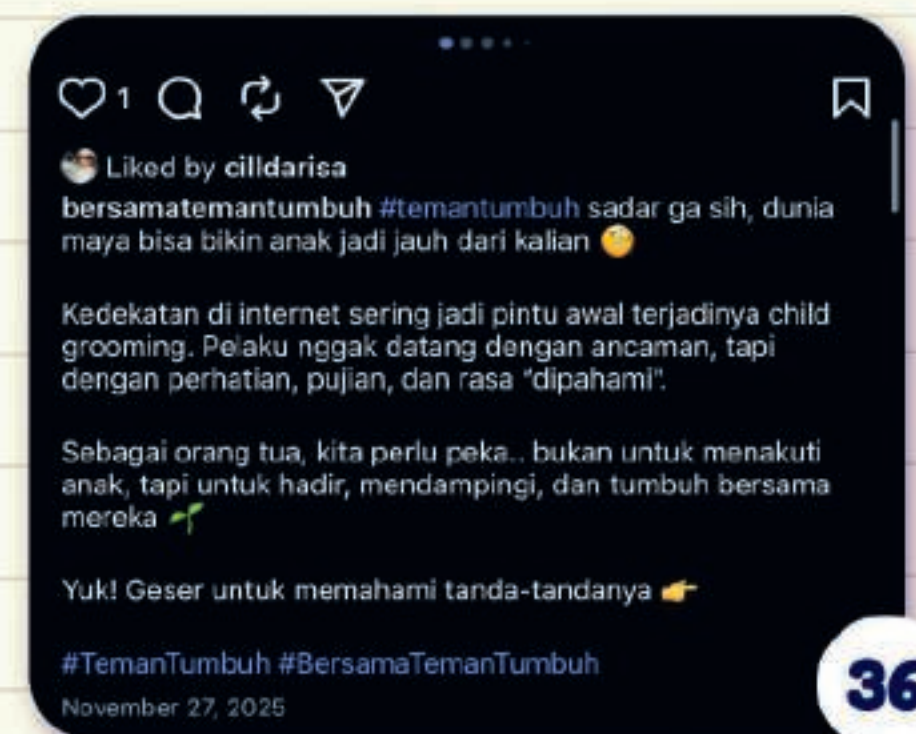 1
Liked by cilldarisa
bersamatemantumbuh #temantumbuh sadar ga sih, dunia
maya bisa bikin anak jadi jauh dari kalian 🧐
Kedekatan di internet sering jadi pintu awal terjadinya child
grooming. Pelaku nggak datang dengan ancaman, tapi
dengan perhatian, pujian, dan rasa "dipahami".
Sebagai orang tua, kita perlu peka.. bukan untuk menakuti
anak, tapi untuk hadir, mendampingi, dan tumbuh bersama
mereka 🌱
Yuk! Geser untuk memahami tanda-tandanya 👉
#TemanTumbuh #BersamaTemanTumbuh
November 27, 2025
36